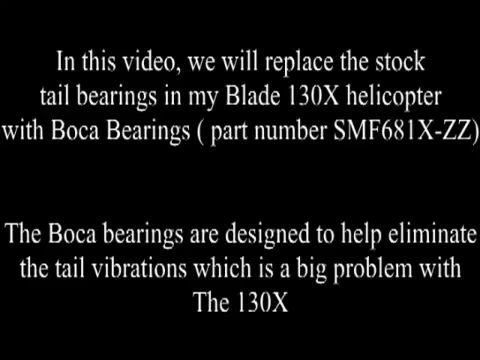 In this video, we will replace the stock
tail bearings in my Blade 130X helicopter
with Boca Bearings ( part number SMF681X-ZZ)
The Boca bearings are designed to help eliminate
the tail vibrations which is a big problem with
The 130X